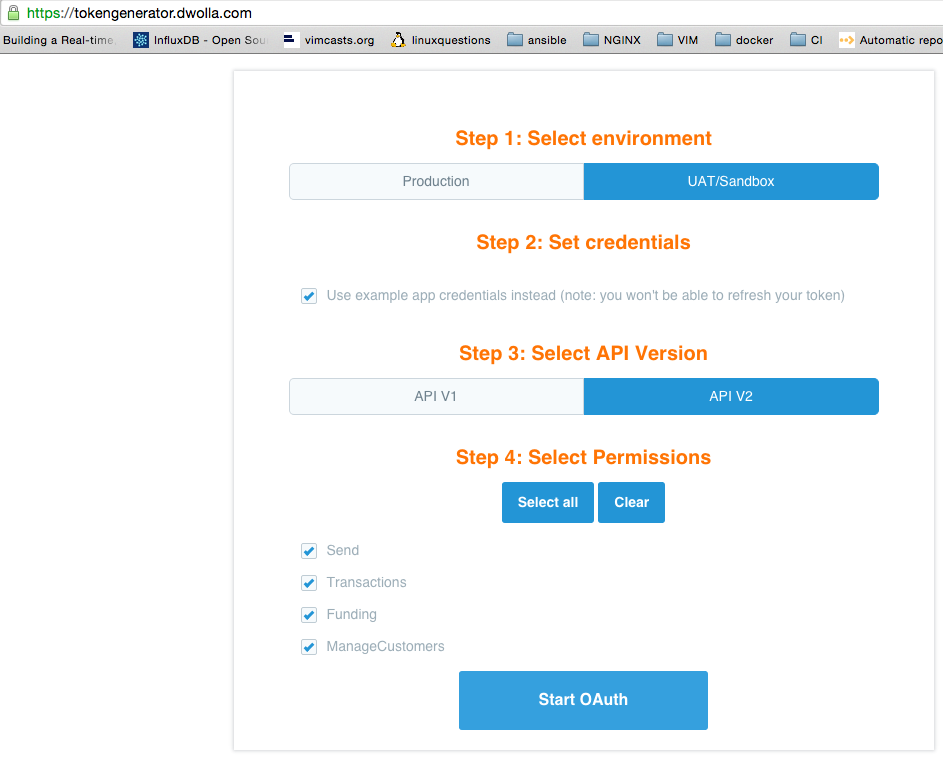 https://tokengenerator.dwolla.com
Building a Real-time InfluxDB - Open Sou vimcasts.org linuxquestions ansible NGINX VIM docker CI Automatic repo
Step 1: Select environment
Production UAT/Sandbox
Step 2: Set credentials
Use example app credentials instead (note: you won't be able to refresh your token)
Step 3: Select API Version
API V1 API V2
Step 4: Select Permissions
Select all Clear
Send
Transactions
Funding
ManageCustomers
Start OAuth